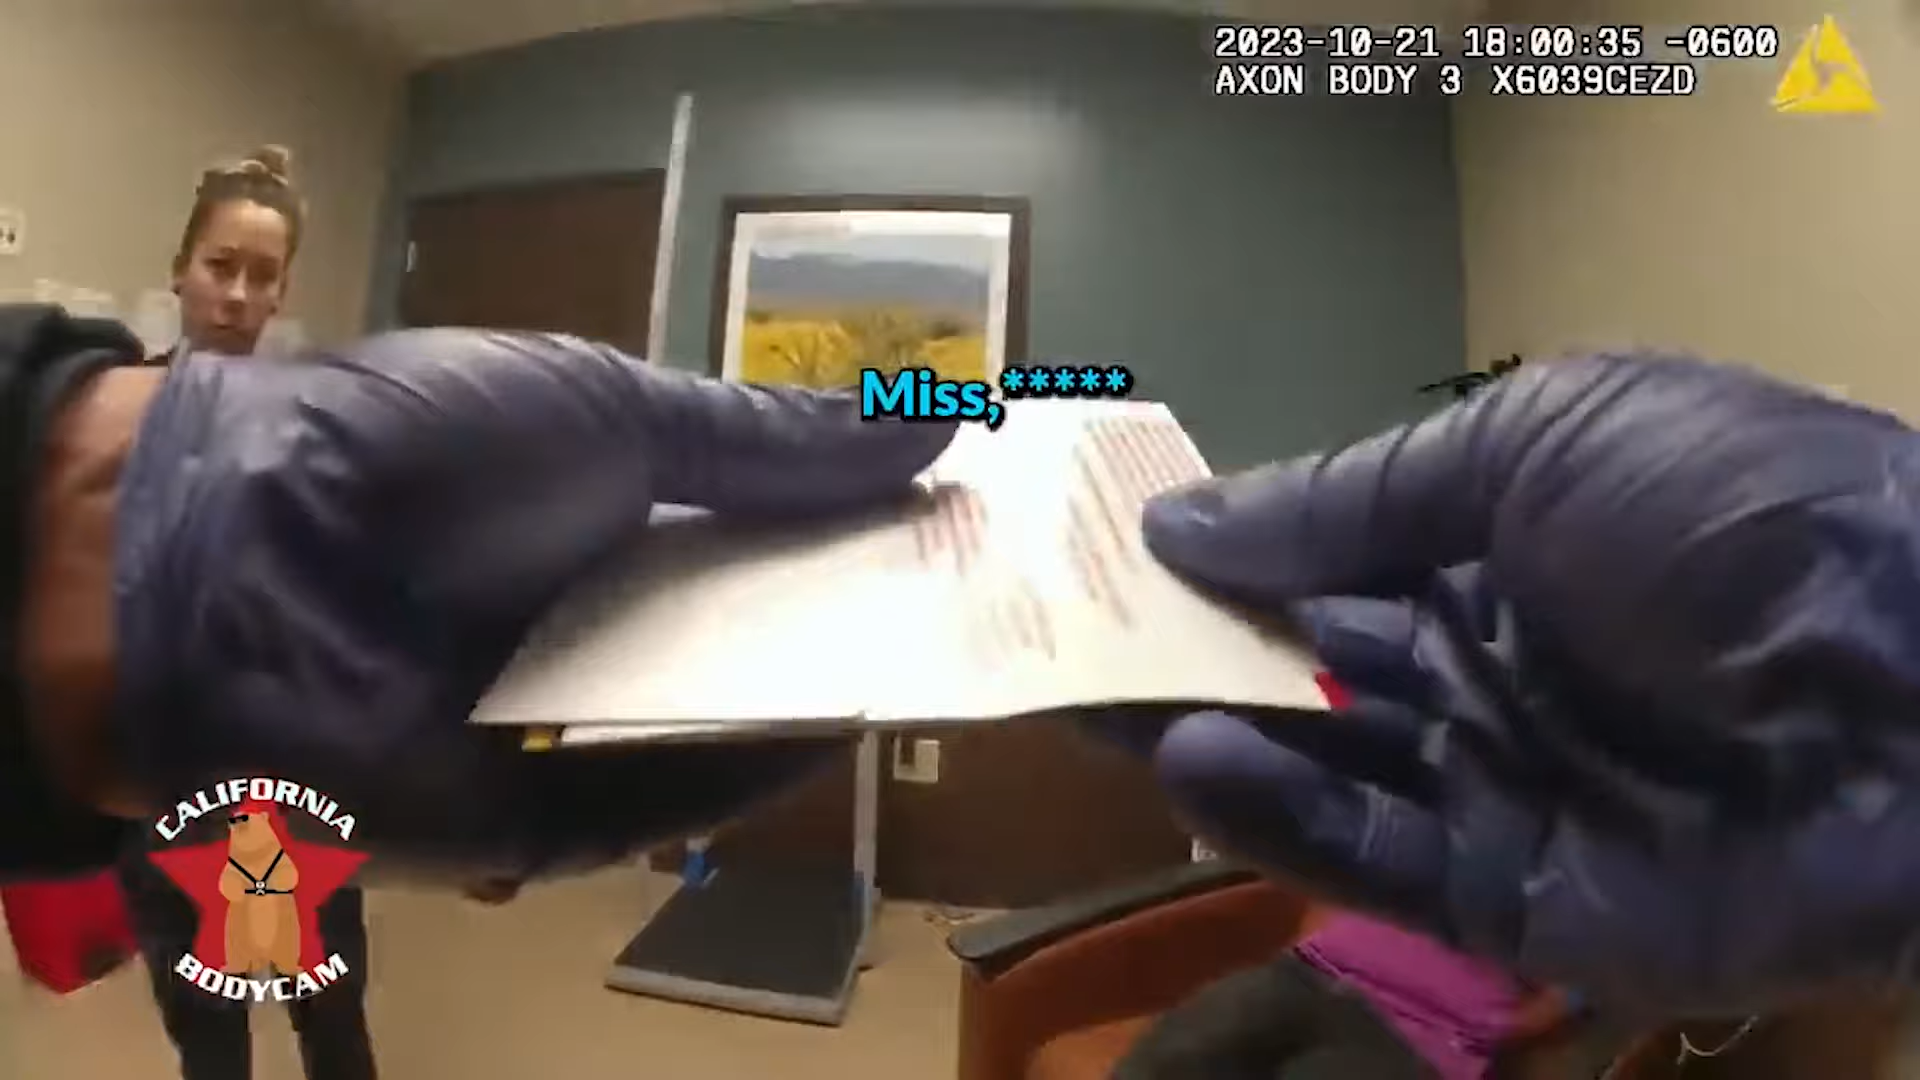 2023-10-21 18:00:35 -0600
AXON BODY 3 X6039CEZD
Miss,*****
CALIFORNIA
BODYCAM